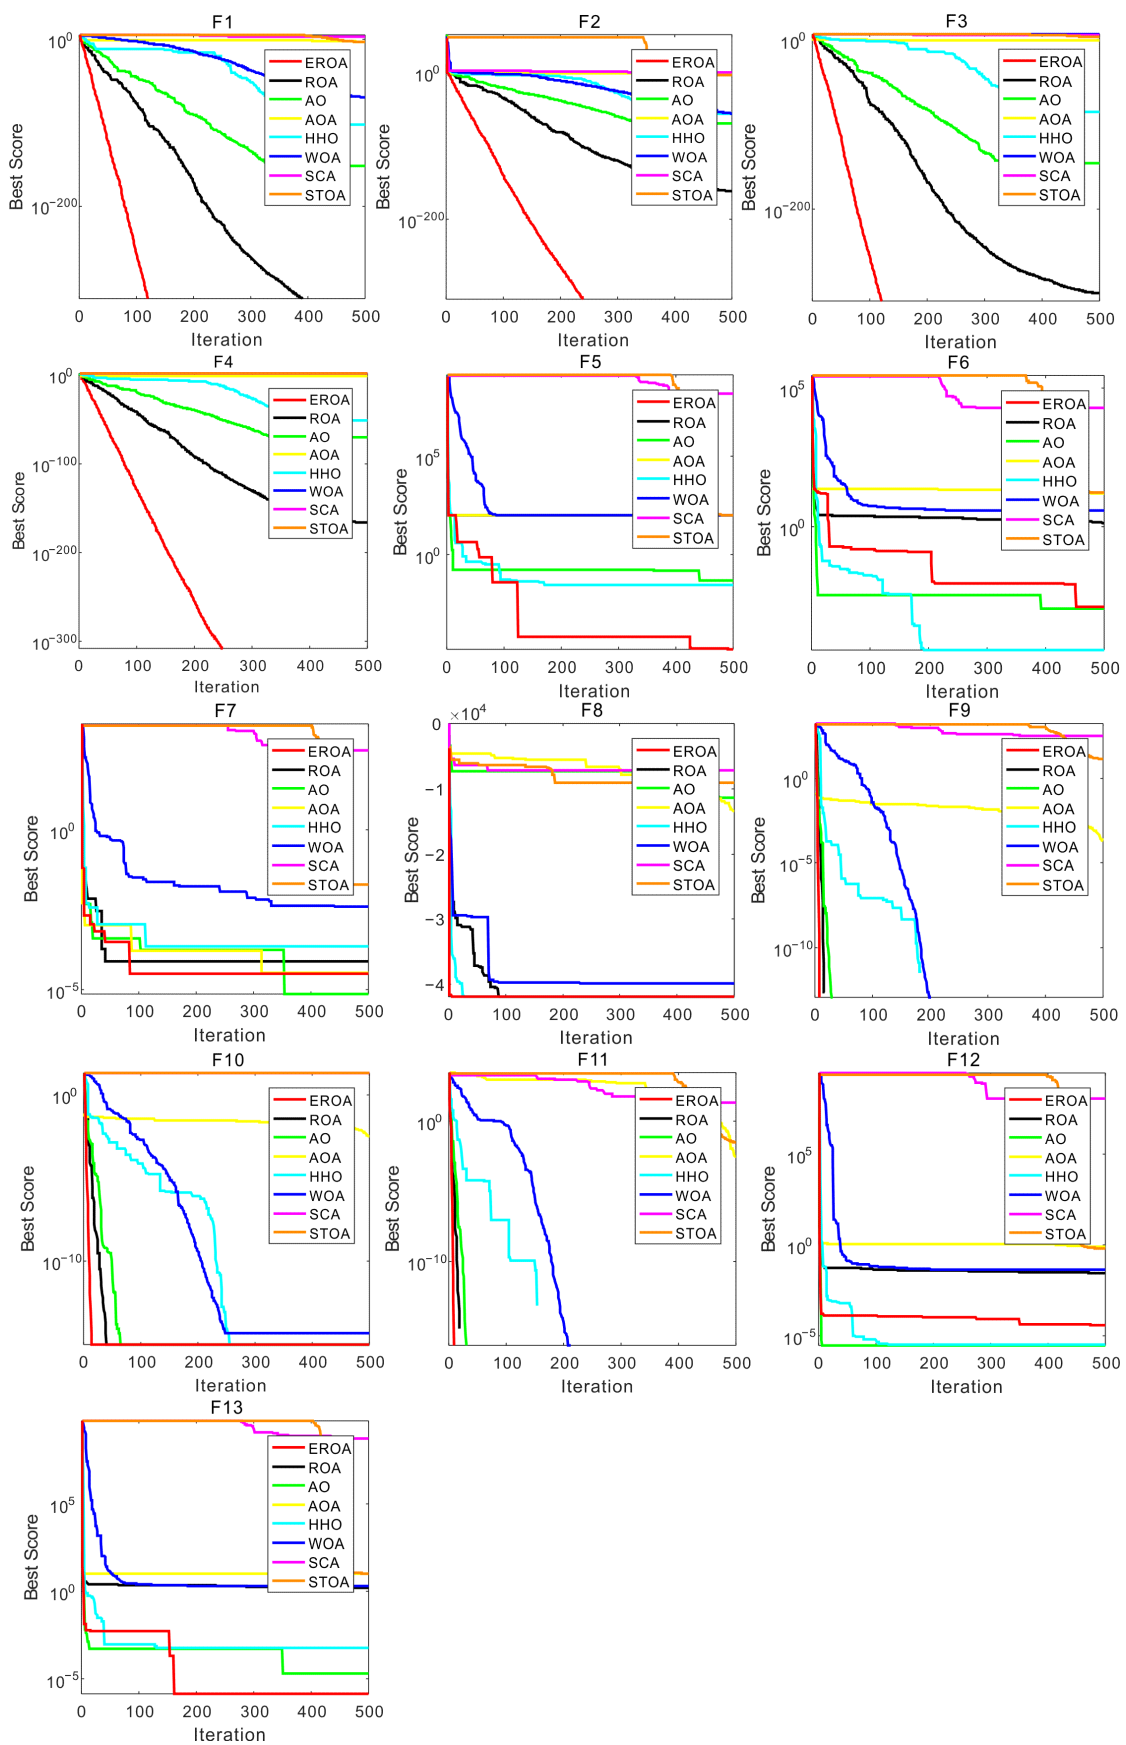 F1
10^0
10^-200
Best Score
0 100 200 300 400 500
Iteration
EROA
ROA
AO
AOA
HHO
WOA
SCA
STOA
F2
10^0
10^-200
Best Score
0 100 200 300 400 500
Iteration
EROA
ROA
AO
AOA
HHO
WOA
SCA
STOA
F3
10^0
10^-200
Best Score
0 100 200 300 400 500
Iteration
EROA
ROA
AO
AOA
HHO
WOA
SCA
STOA
F4
10^0
10^-100
10^-200
10^-300
Best Score
0 100 200 300 400 500
Iteration
EROA
ROA
AO
AOA
HHO
WOA
SCA
STOA
F5
10^5
10^0
Best Score
0 100 200 300 400 500
Iteration
EROA
ROA
AO
AOA
HHO
WOA
SCA
STOA
F6
10^5
10^0
Best Score
0 100 200 300 400 500
Iteration
EROA
ROA
AO
AOA
HHO
WOA
SCA
STOA
F7
10^0
10^-5
Best Score
0 100 200 300 400 500
Iteration
EROA
ROA
AO
AOA
HHO
WOA
SCA
STOA
F8
×10^4
0
-1
-2
-3
-4
Best Score
0 100 200 300 400 500
Iteration
EROA
ROA
AO
AOA
HHO
WOA
SCA
STOA
F9
10^0
10^-5
10^-10
Best Score
0 100 200 300 400 500
Iteration
EROA
ROA
AO
AOA
HHO
WOA
SCA
STOA
F10
10^0
10^-10
Best Score
0 100 200 300 400 500
Iteration
EROA
ROA
AO
AOA
HHO
WOA
SCA
STOA
F11
10^0
10^-10
Best Score
0 100 200 300 400 500
Iteration
EROA
ROA
AO
AOA
HHO
WOA
SCA
STOA
F12
10^5
10^0
10^-5
Best Score
0 100 200 300 400 500
Iteration
EROA
ROA
AO
AOA
HHO
WOA
SCA
STOA
F13
10^5
10^0
10^-5
Best Score
0 100 200 300 400 500
Iteration
EROA
ROA
AO
AOA
HHO
WOA
SCA
STOA